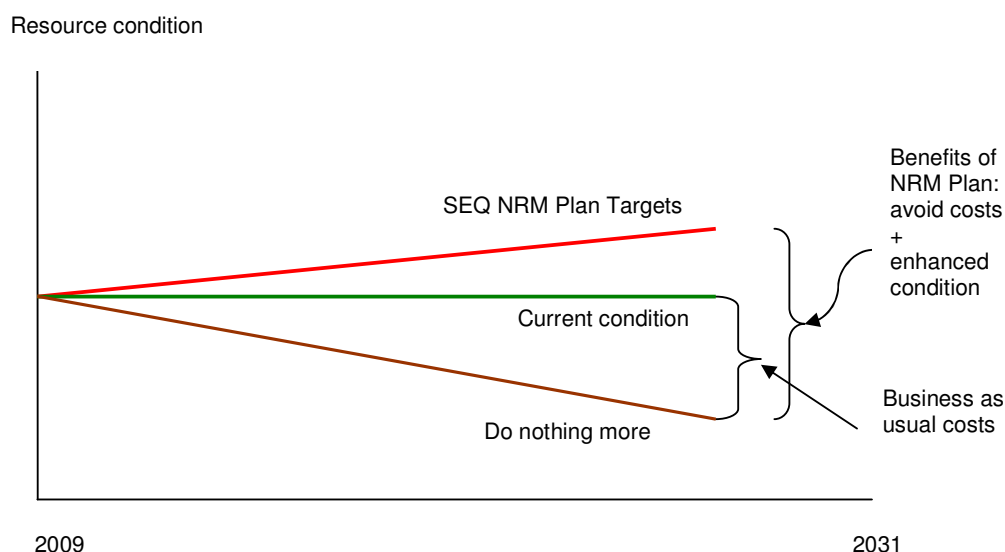 Resource condition
SEQ NRM Plan Targets
Current condition
Do nothing more
Benefits of
NRM Plan:
avoid costs
+
enhanced
condition
Business as
usual costs
2009
2031